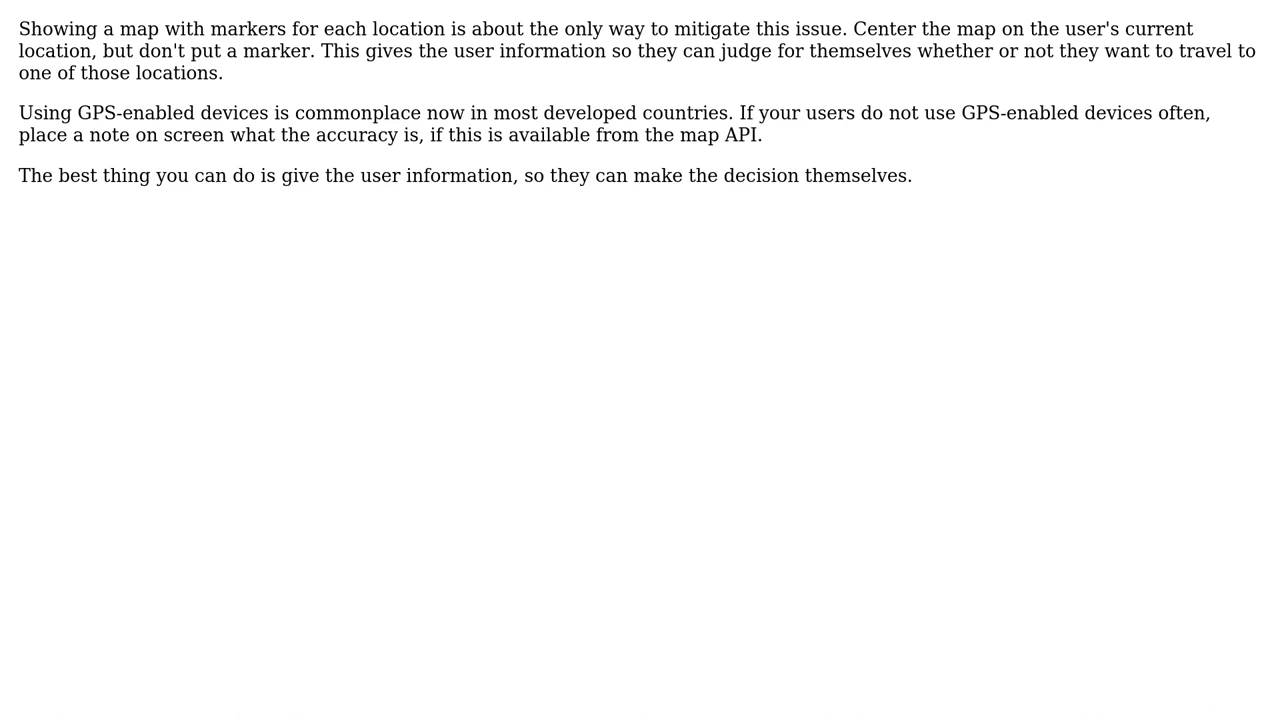 Showing a map with markers for each location is about the only way to mitigate this issue. Center the map on the user's current
location, but don't put a marker. This gives the user information so they can judge for themselves whether or not they want to travel to
one of those locations.
Using GPS-enabled devices is commonplace now in most developed countries. If your users do not use GPS-enabled devices often,
place a note on screen what the accuracy is, if this is available from the map API.
The best thing you can do is give the user information, so they can make the decision themselves.